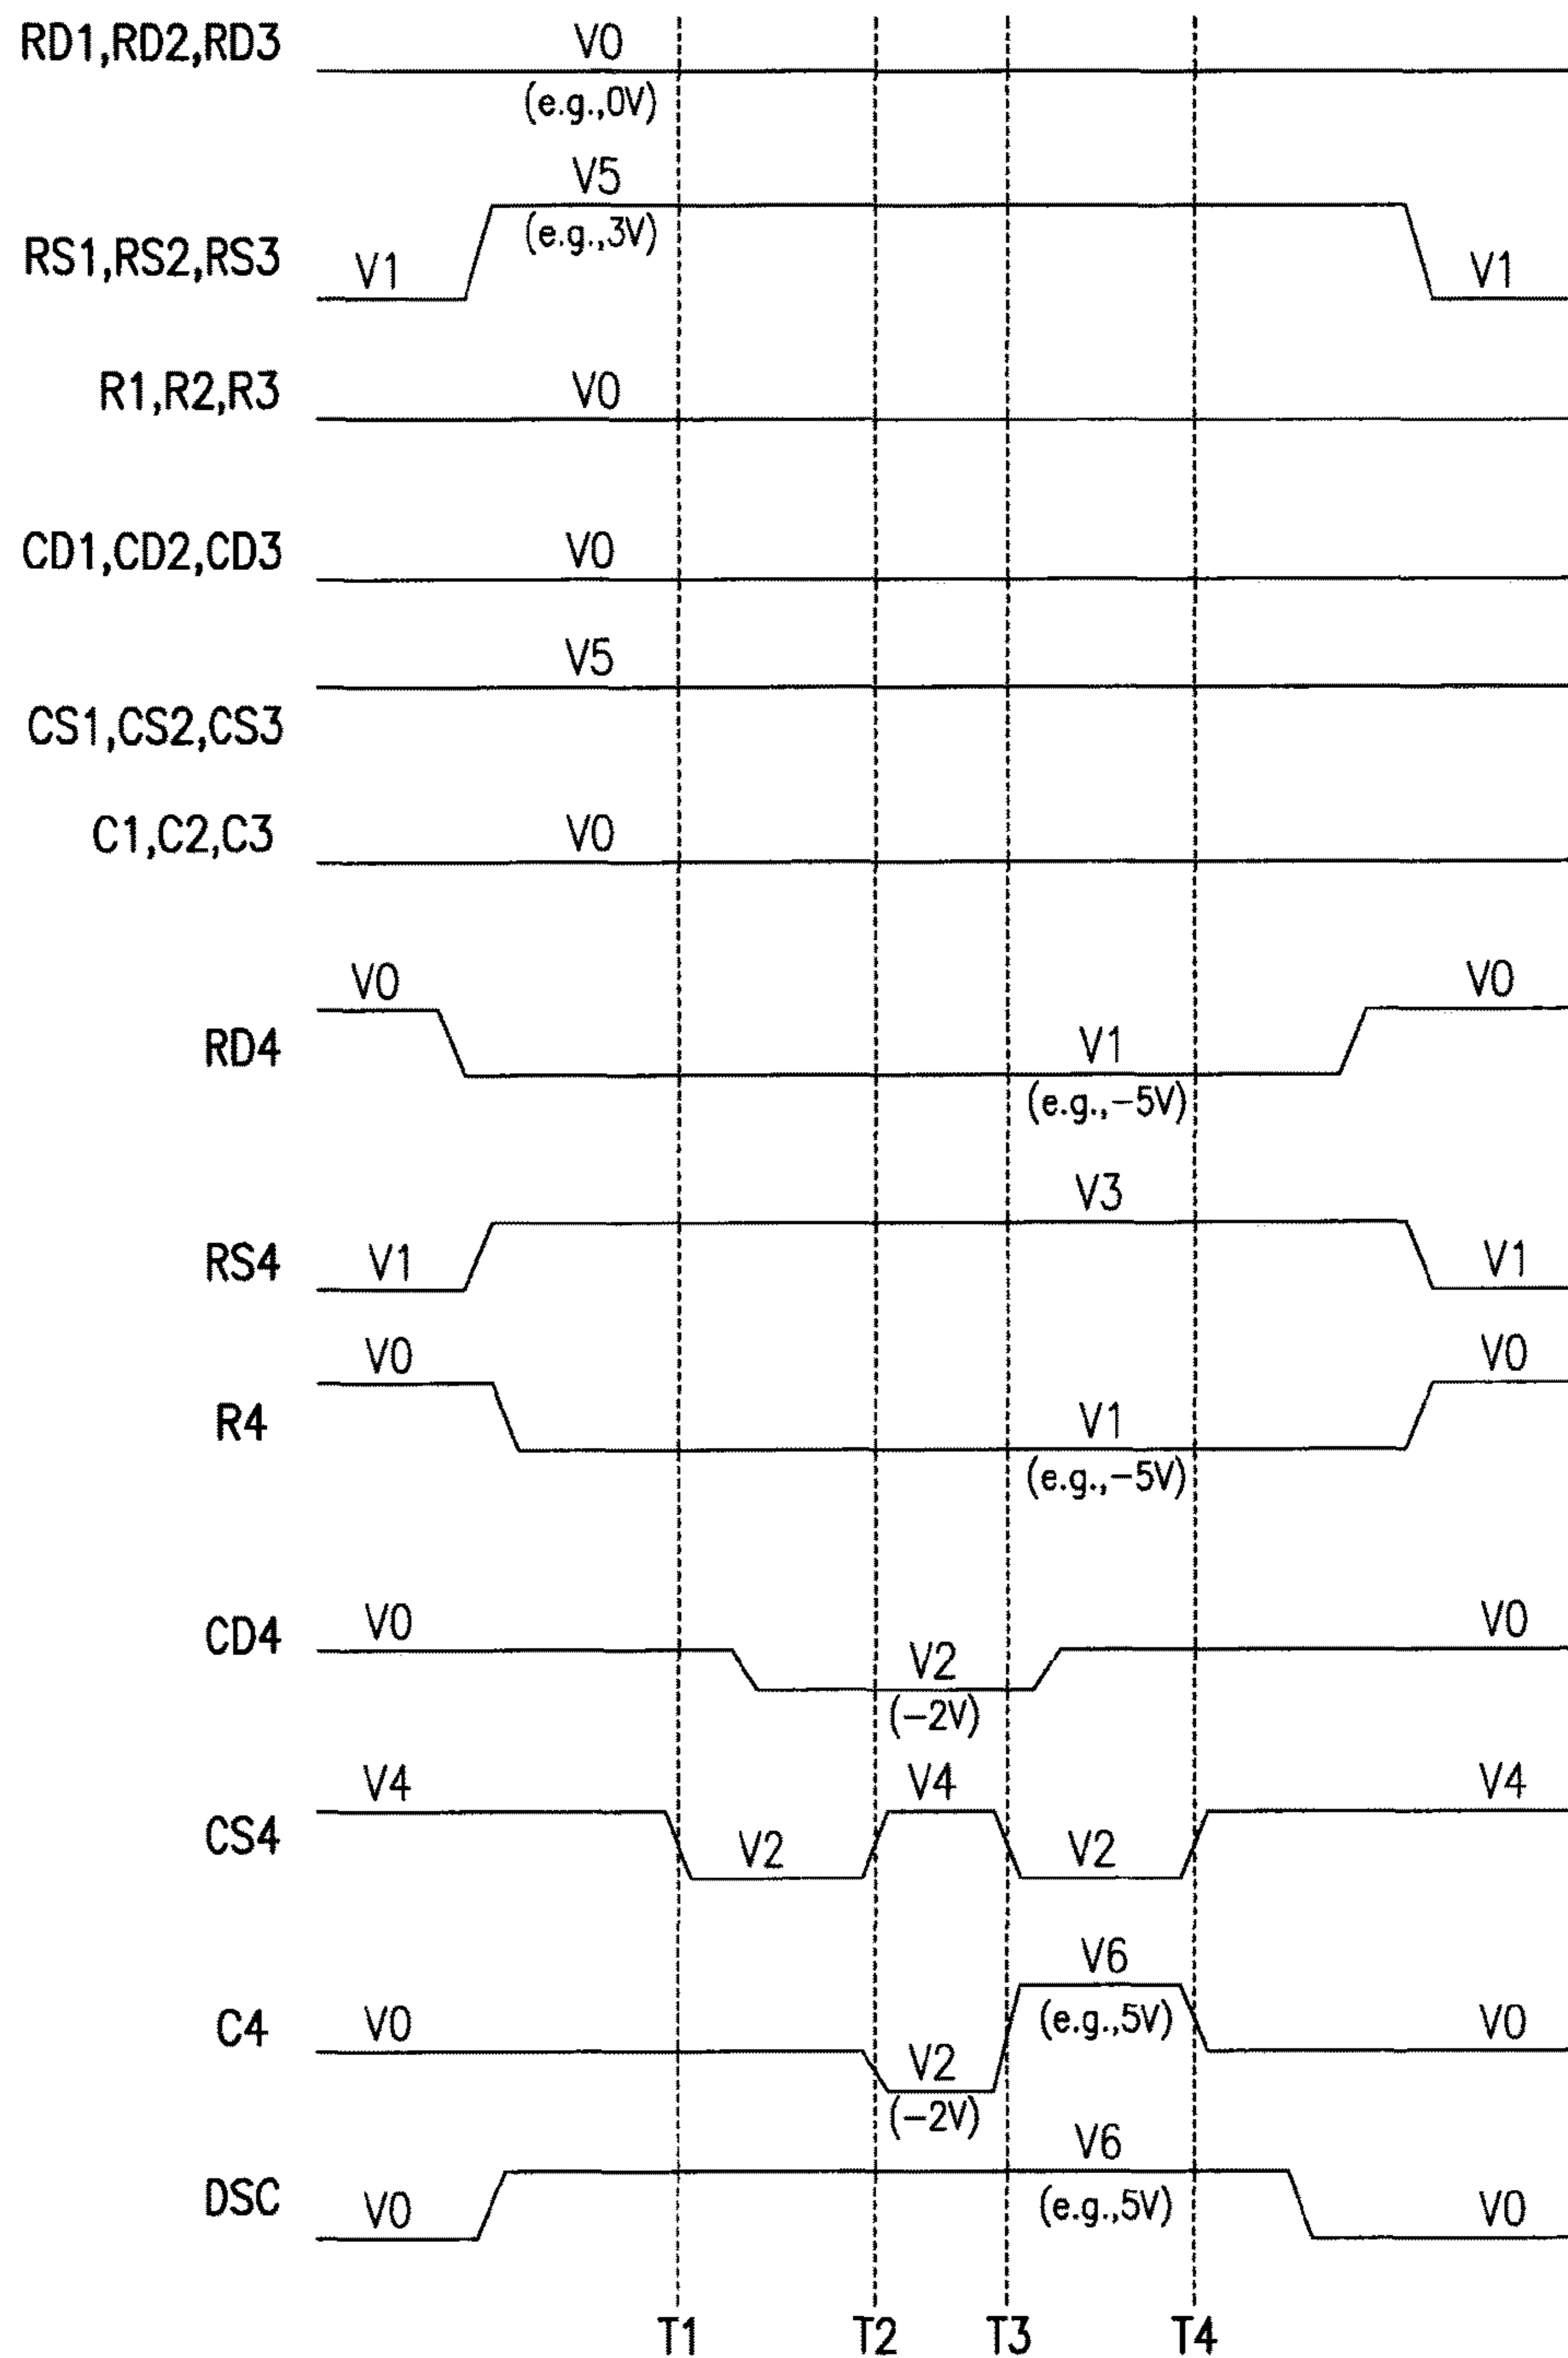 RD1,RD2,RD3
V0
(e.g.,0V)
V5
(e.g.,3V)
RS1,RS2,RS3
V1
V1
R1,R2,R3
V0
CD1,CD2,CD3
V0
V5
CS1,CS2,CS3
C1,C2,C3
V0
V0
V0
RD4
V1
(e.g.,-5V)
V3
RS4
V1
V1
V0
V0
R4
V1
(e.g.,-5V)
CD4
V0
V0
V2
(-2V)
V4
V4
V4
CS4
V2
V2
V6
(e.g.,5V)
C4
V0
V0
V2
(-2V)
V6
(e.g.,5V)
DSC
V0
V0
T1
T2
T3
T4